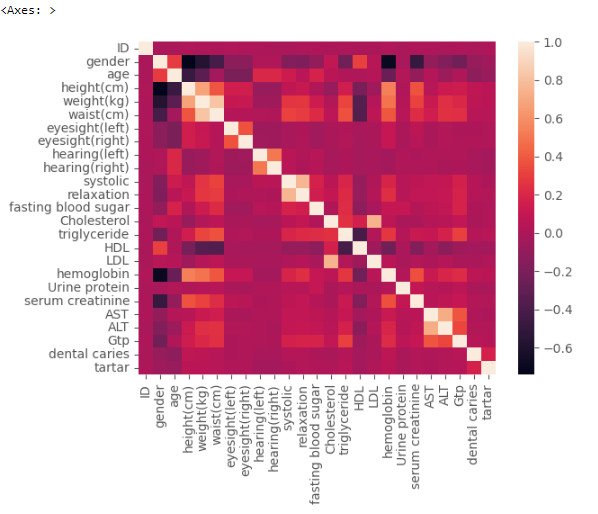 <Axes: >
ID
gender
age
height(cm)
weight(kg)
waist(cm)
eyesight(left)
eyesight(right)
hearing(left)
hearing(right)
systolic
relaxation
fasting blood sugar
Cholesterol
triglyceride
HDL
LDL
hemoglobin
Urine protein
serum creatinine
AST
ALT
Gtp
dental caries
tartar
ID
gender
age
height(cm)
weight(kg)
waist(cm)
eyesight(left)
eyesight(right)
hearing(left)
hearing(right)
systolic
relaxation
fasting blood sugar
Cholesterol
triglyceride
HDL
LDL
hemoglobin
Urine protein
serum creatinine
AST
ALT
Gtp
dental caries
tartar
1.0
0.8
0.6
0.4
0.2
0.0
−0.2
−0.4
−0.6